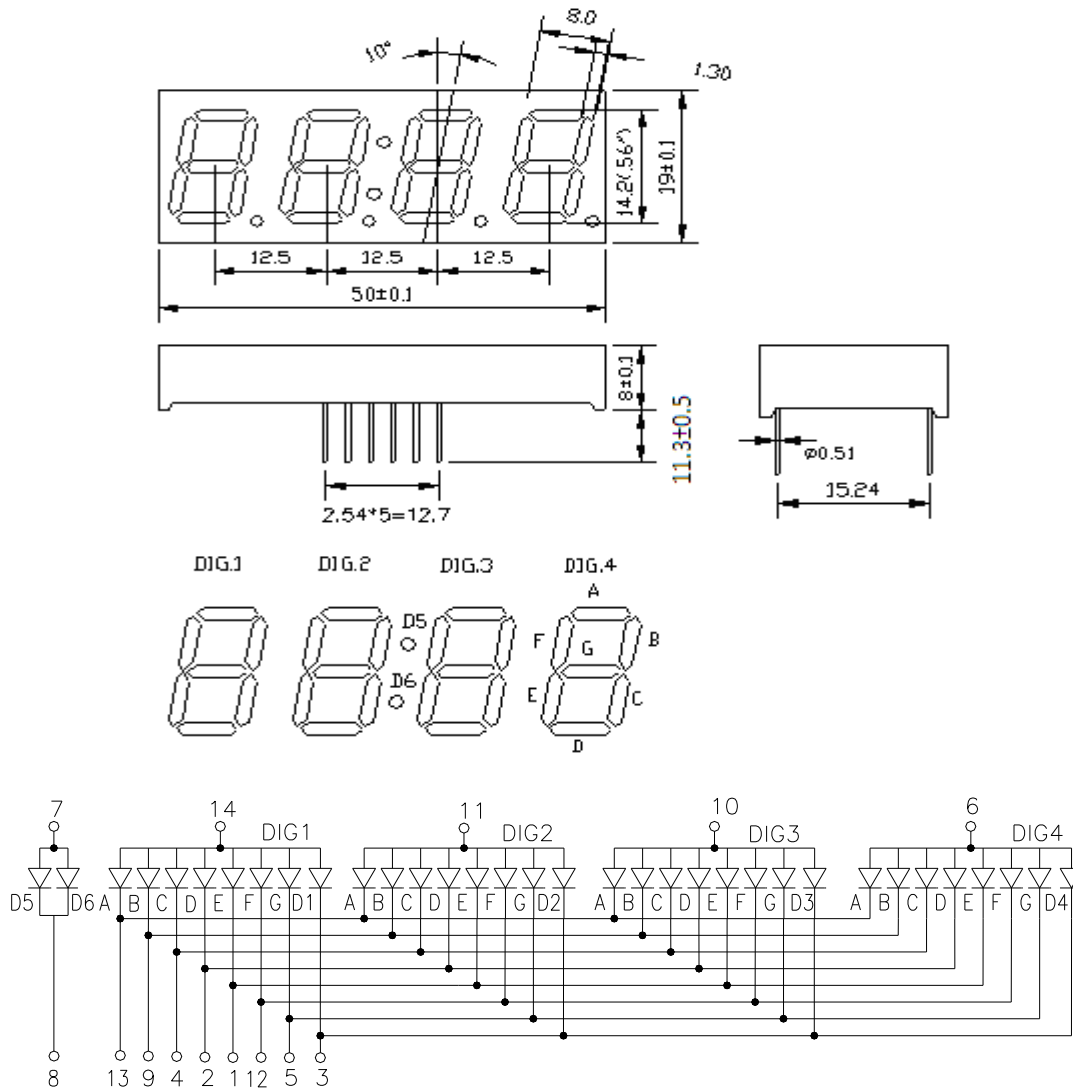 8.0
10°
1.30
14.2(.56")
19±0.1
12.5 12.5 12.5
50±0.1
8±0.1
11.3±0.5
ø0.51
15.24
2.54*5=12.7
DIG.1 DIG.2 DIG.3 DIG.4
A
D5
F B
G
D6
E C
D
7 14 11 10 6
DIG1 DIG2 DIG3 DIG4
D5 D6 A B C D E F G D1 A B C D E F G D2 A B C D E F G D3 A B C D E F G D4
8 13 9 4 2 1 12 5 3